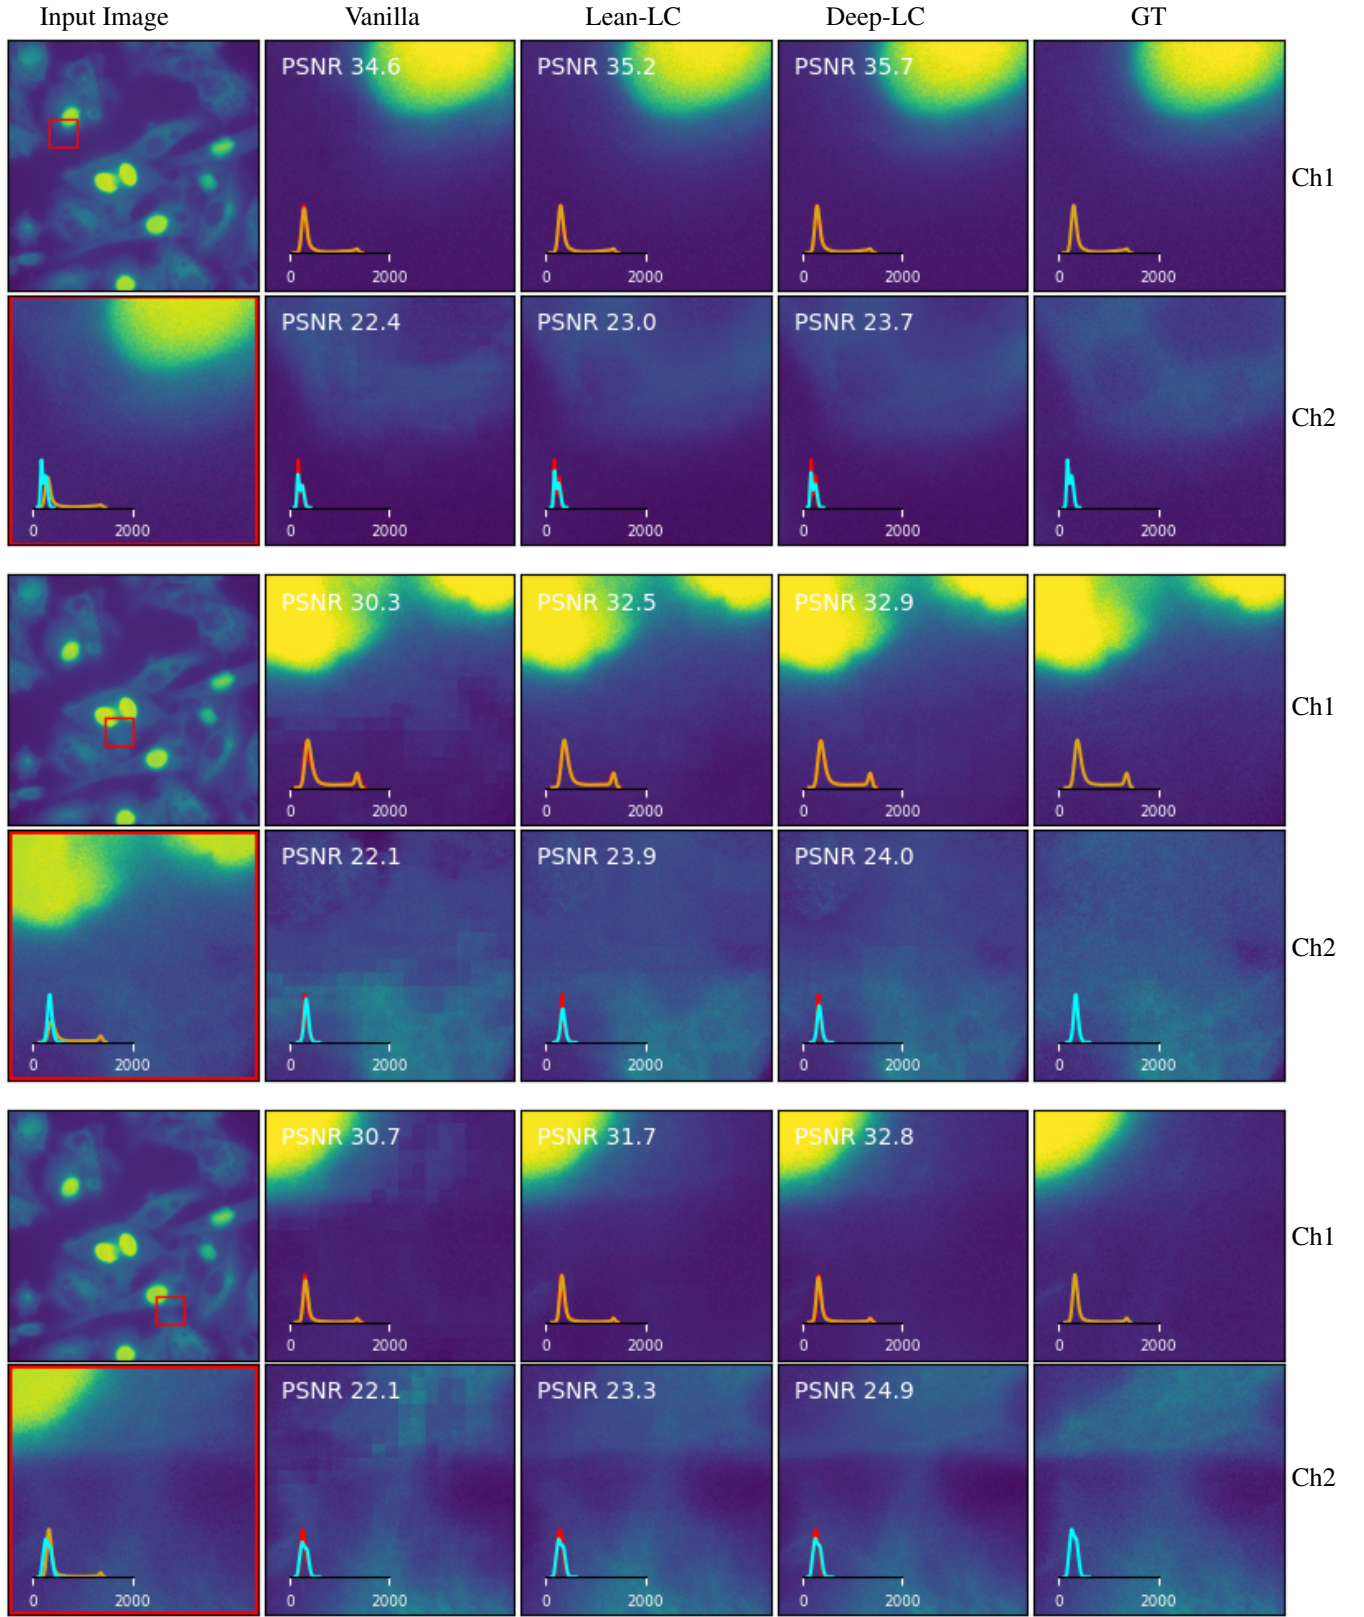 Input Image Vanilla Lean-LC Deep-LC GT
PSNR 34.6 PSNR 35.2 PSNR 35.7
Ch1
0 2000 0 2000 0 2000 0 2000
PSNR 22.4 PSNR 23.0 PSNR 23.7
Ch2
0 2000 0 2000 0 2000 0 2000 0 2000
PSNR 30.3 PSNR 32.5 PSNR 32.9
Ch1
0 2000 0 2000 0 2000 0 2000
PSNR 22.1 PSNR 23.9 PSNR 24.0
Ch2
0 2000 0 2000 0 2000 0 2000 0 2000
PSNR 30.7 PSNR 31.7 PSNR 32.8
Ch1
0 2000 0 2000 0 2000 0 2000
PSNR 22.1 PSNR 23.3 PSNR 24.9
Ch2
0 2000 0 2000 0 2000 0 2000 0 2000